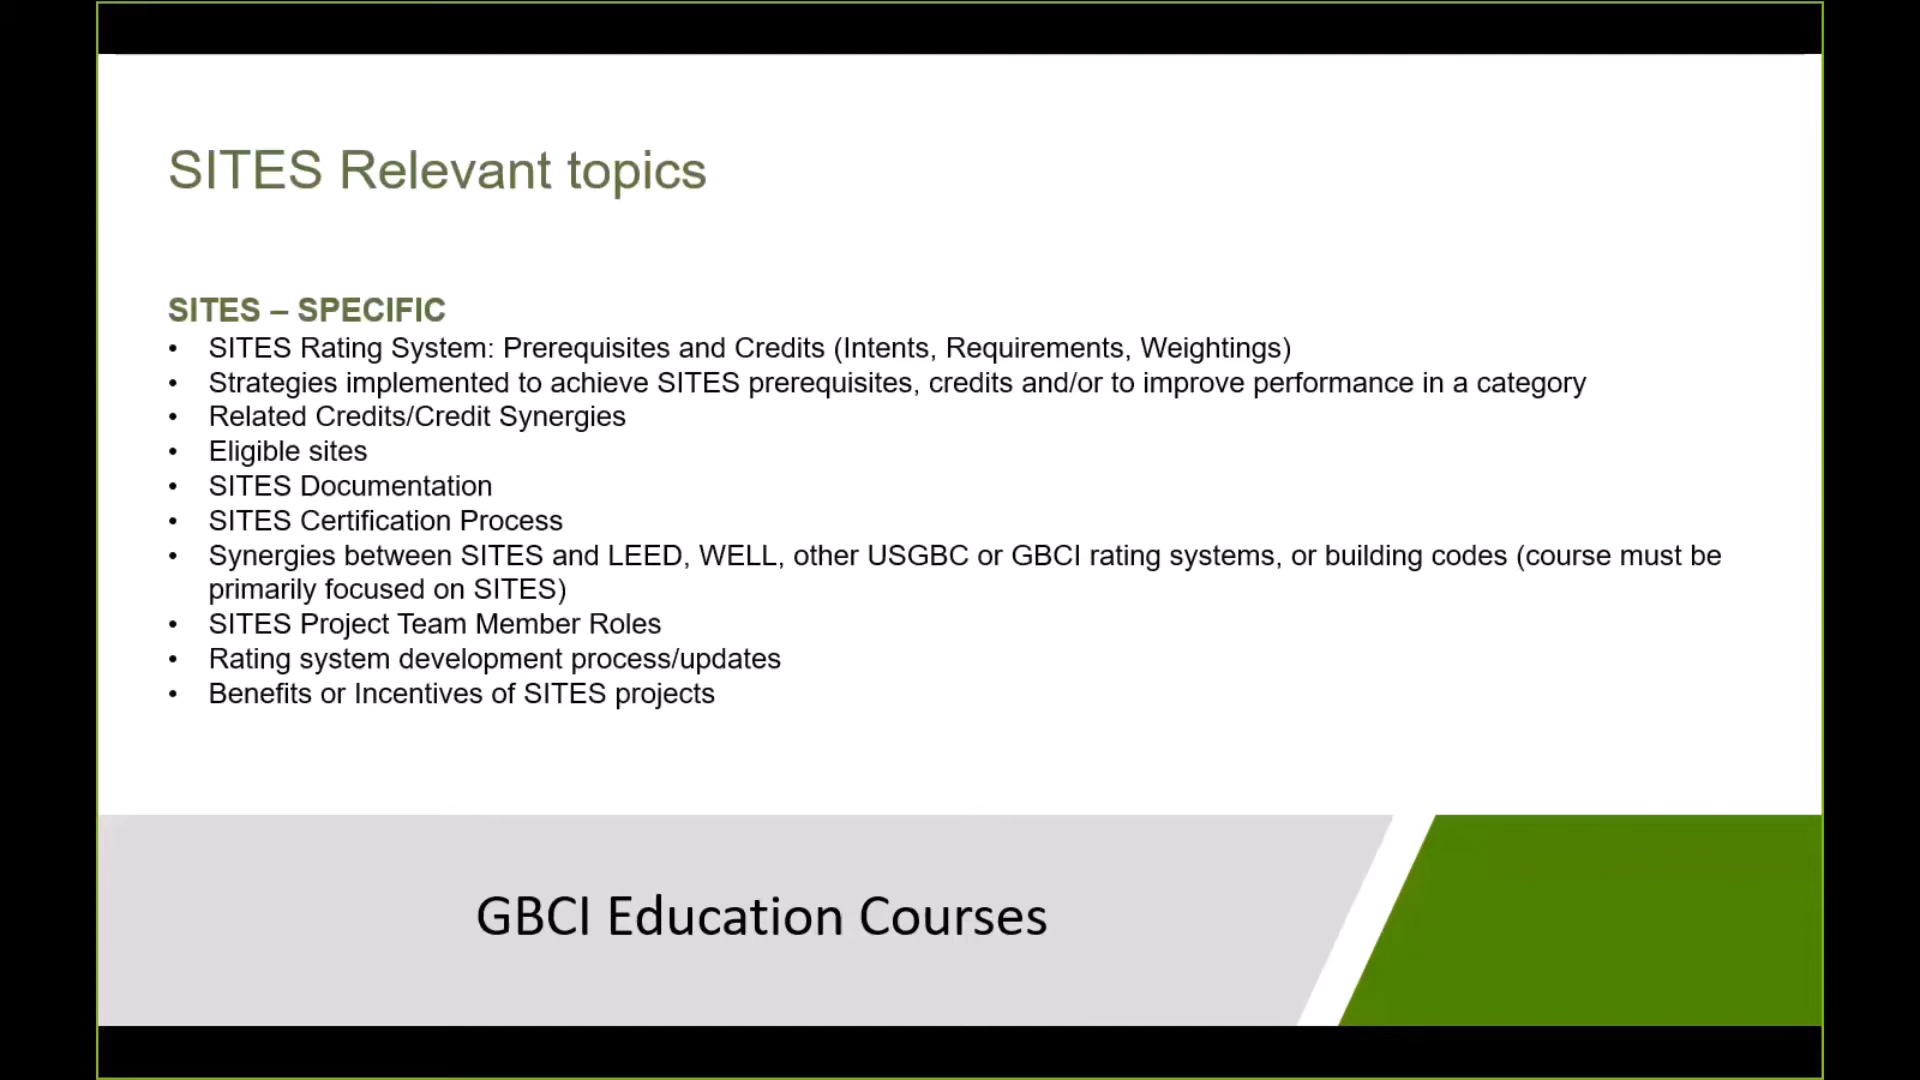 SITES Relevant topics
SITES – SPECIFIC
• SITES Rating System: Prerequisites and Credits (Intents, Requirements, Weightings)
• Strategies implemented to achieve SITES prerequisites, credits and/or to improve performance in a category
• Related Credits/Credit Synergies
• Eligible sites
• SITES Documentation
• SITES Certification Process
• Synergies between SITES and LEED, WELL, other USGBC or GBCI rating systems, or building codes (course must be
primarily focused on SITES)
• SITES Project Team Member Roles
• Rating system development process/updates
• Benefits or Incentives of SITES projects
GBCI Education Courses